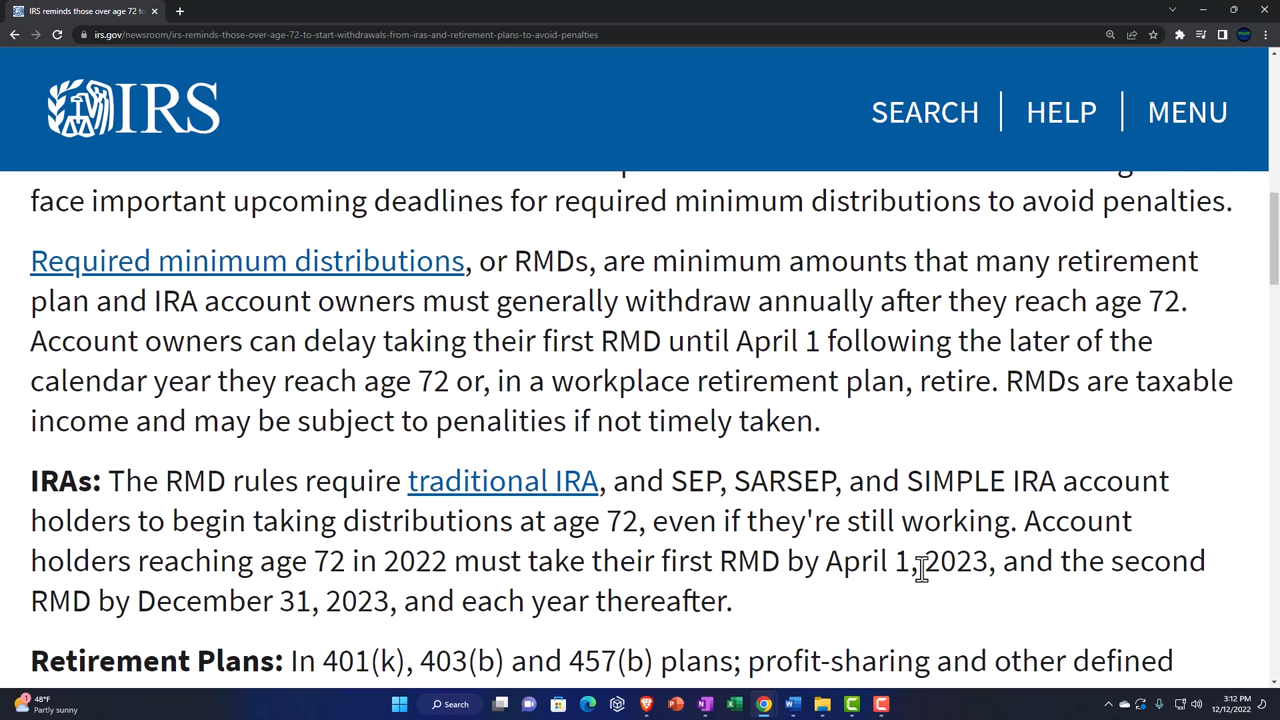 IRS reminds those over age 72 to
irs.gov/newsroom/irs-reminds-those-over-age-72-to-start-withdrawals-from-iras-and-retirement-plans-to-avoid-penalties
IRS
SEARCH
HELP
MENU
face important upcoming deadlines for required minimum distributions to avoid penalties.
Required minimum distributions, or RMDs, are minimum amounts that many retirement
plan and IRA account owners must generally withdraw annually after they reach age 72.
Account owners can delay taking their first RMD until April 1 following the later of the
calendar year they reach age 72 or, in a workplace retirement plan, retire. RMDs are taxable
income and may be subject to penalities if not timely taken.
IRAs: The RMD rules require traditional IRA, and SEP, SARSEP, and SIMPLE IRA account
holders to begin taking distributions at age 72, even if they're still working. Account
holders reaching age 72 in 2022 must take their first RMD by April 1, 2023, and the second
RMD by December 31, 2023, and each year thereafter.
Retirement Plans: In 401(k), 403(b) and 457(b) plans; profit-sharing and other defined
1
48°F
Partly sunny
Search
3:12 PM
12/12/2022